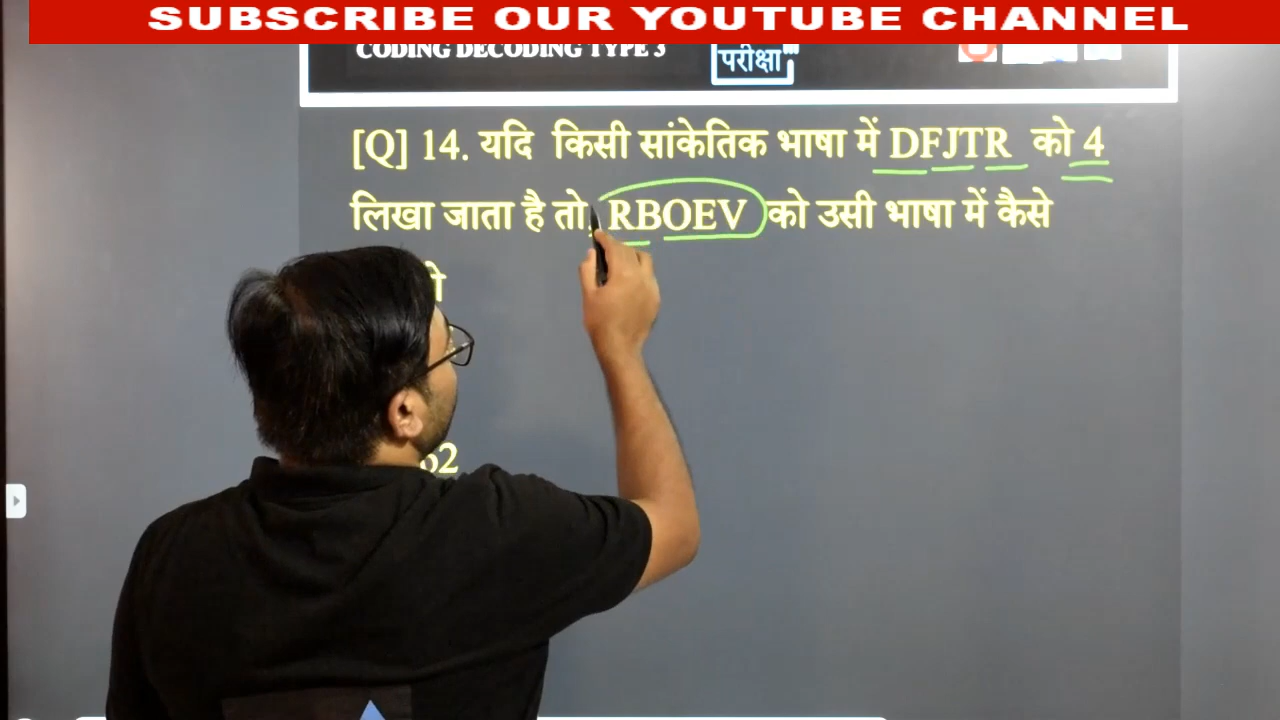 SUBSCRIBE OUR YOUTUBE CHANNEL
CODING DECODING TYPE 3
परीक्षा
[Q] 14. यदि किसी सांकेतिक भाषा में DFJTR को 4
लिखा जाता है तो, RBOEV को उसी भाषा में कैसे